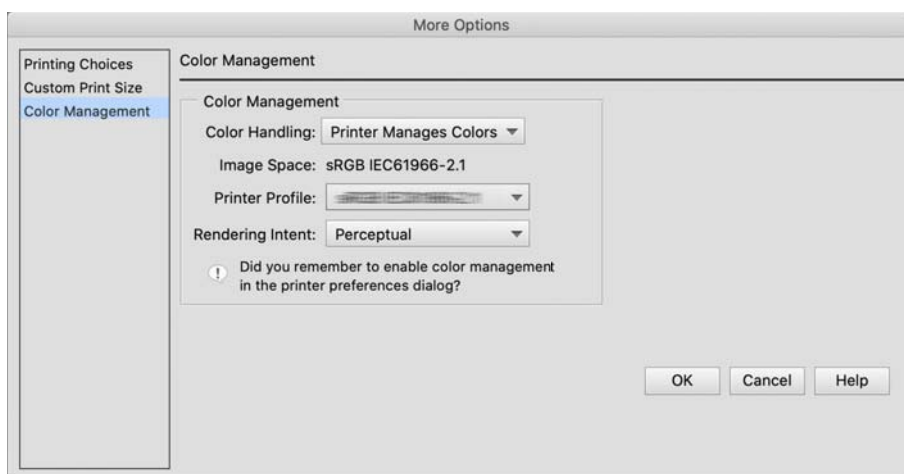 More Options
Printing Choices
Custom Print Size
Color Management
Color Management
Color Management
Color Handling: Printer Manages Colors
Image Space: sRGB IEC61966-2.1
Printer Profile:
Rendering Intent: Perceptual
! Did you remember to enable color management
in the printer preferences dialog?
OK Cancel Help